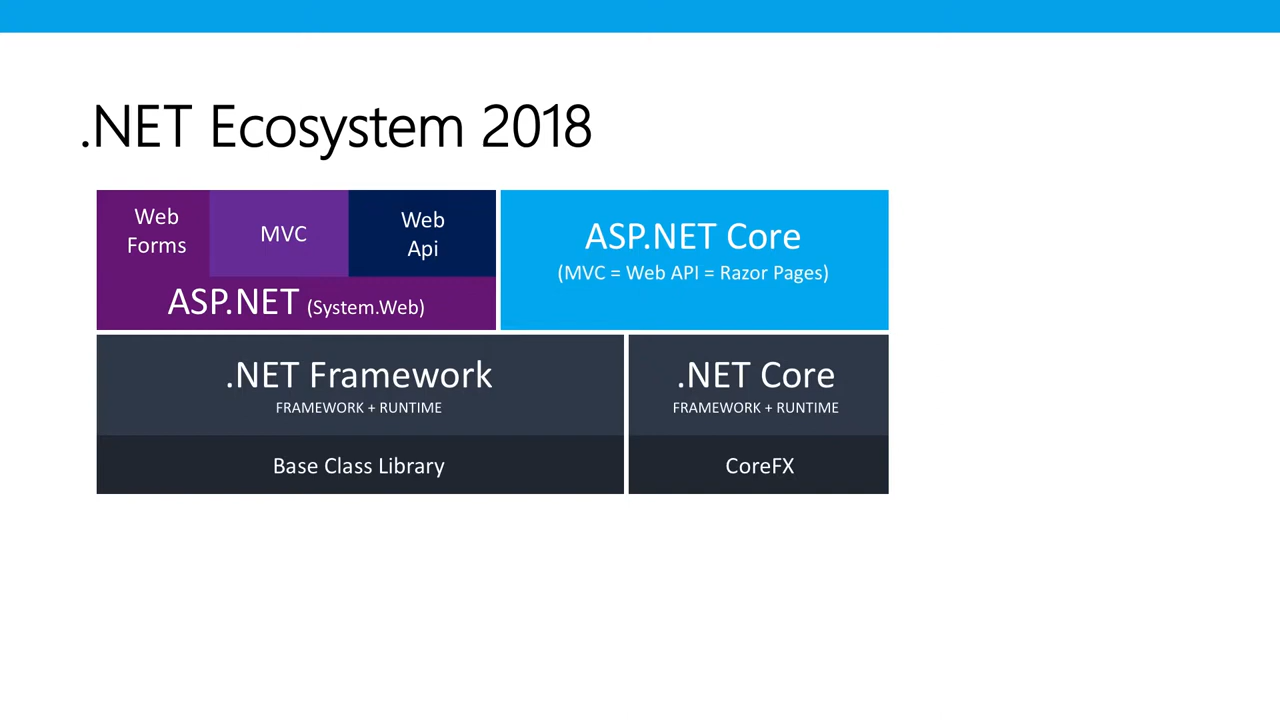 .NET Ecosystem 2018
Web
Forms
MVC
Web
Api
ASP.NET (System.Web)
ASP.NET Core
(MVC = Web API = Razor Pages)
.NET Framework
FRAMEWORK + RUNTIME
Base Class Library
.NET Core
FRAMEWORK + RUNTIME
CoreFX